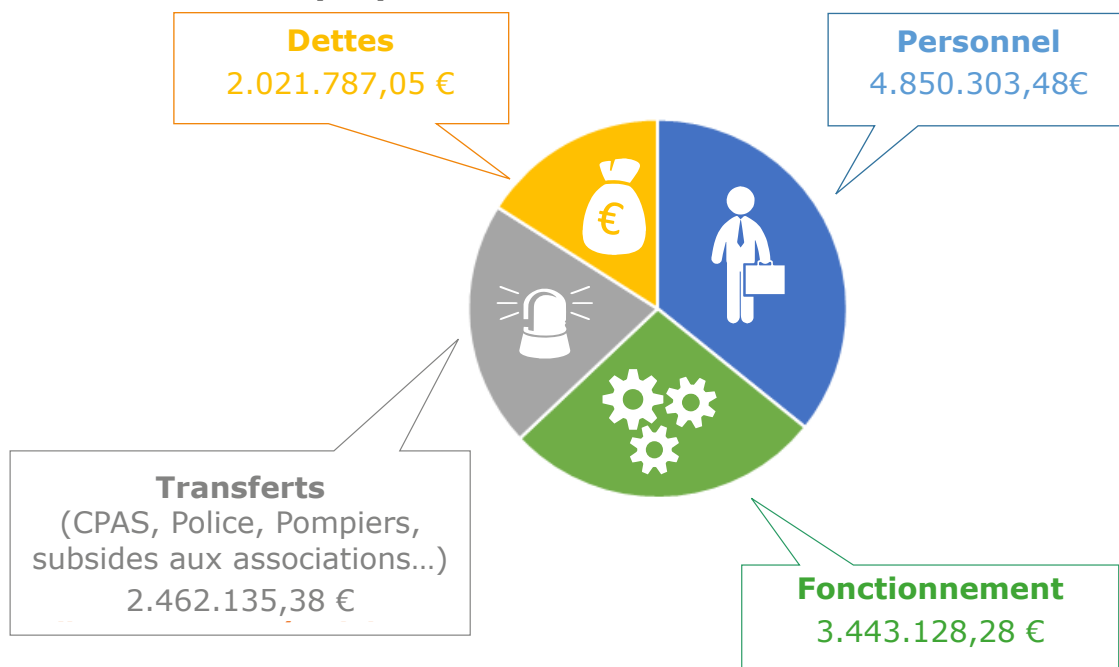 Dettes
2.021.787,05 €
Personnel
4.850.303,48€
€
Transferts
(CPAS, Police, Pompiers,
subsides aux associations…)
2.462.135,38 €
Fonctionnement
3.443.128,28 €